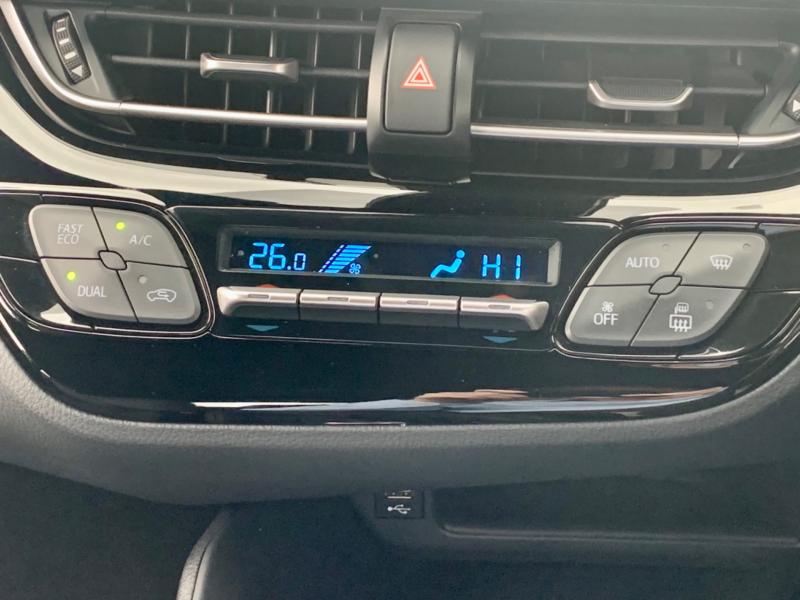 FAST
ECO
A/C
DUAL
26.0
HI
AUTO
OFF